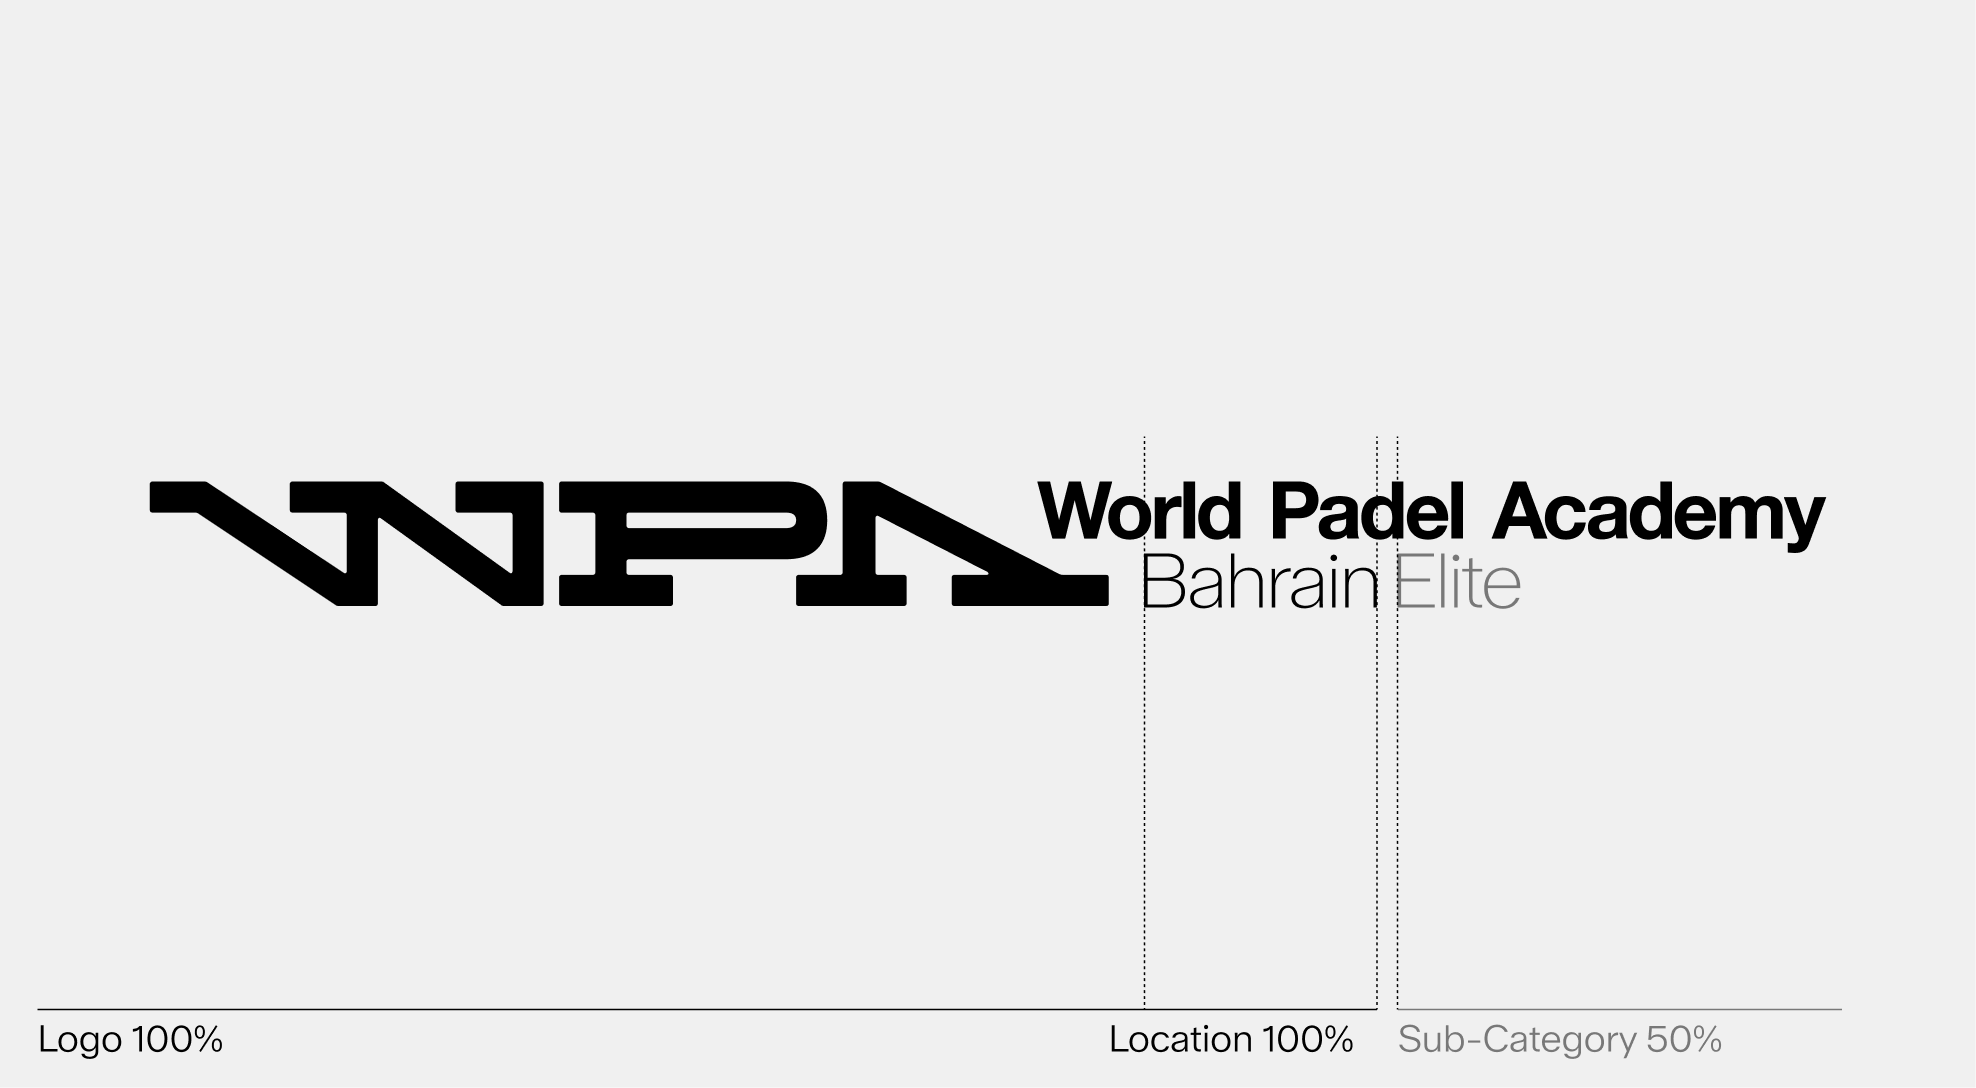 WPA
World Padel Academy
Bahrain Elite
Logo 100%
Location 100%
Sub-Category 50%